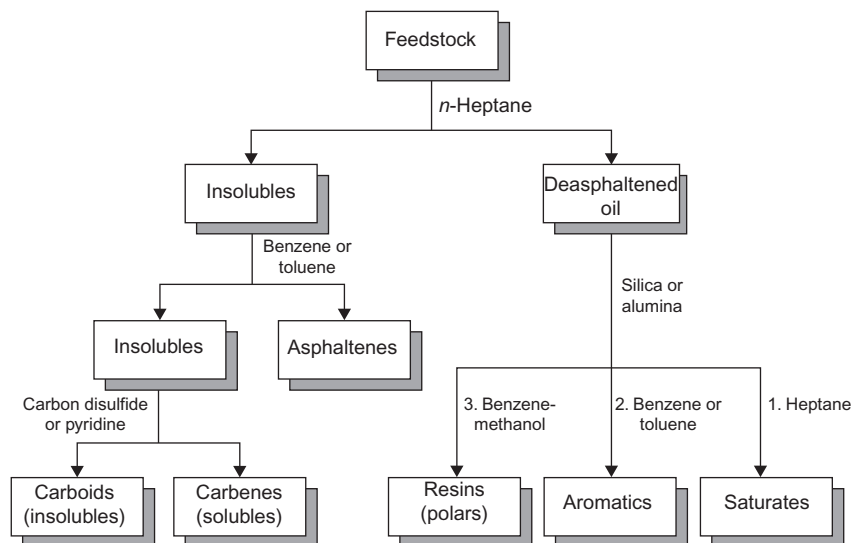 Feedstock
n-Heptane
Insolubles
Deasphaltened
oil
Benzene or
toluene
Silica or
alumina
Insolubles
Asphaltenes
Carbon disulfide
or pyridine
3. Benzene-
methanol
2. Benzene or
toluene
1. Heptane
Carboids
(insolubles)
Carbenes
(solubles)
Resins
(polars)
Aromatics
Saturates